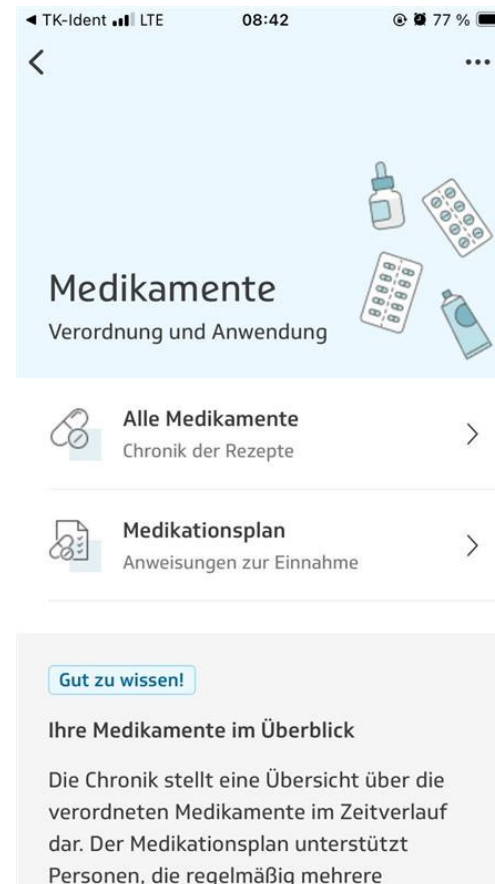 TK-Ident LTE 08:42 77 %
Medikamente
Verordnung und Anwendung
Alle Medikamente
Chronik der Rezepte
Medikationsplan
Anweisungen zur Einnahme
Gut zu wissen!
Ihre Medikamente im Überblick
Die Chronik stellt eine Übersicht über die
verordneten Medikamente im Zeitverlauf
dar. Der Medikationsplan unterstützt
Personen, die regelmäßig mehrere